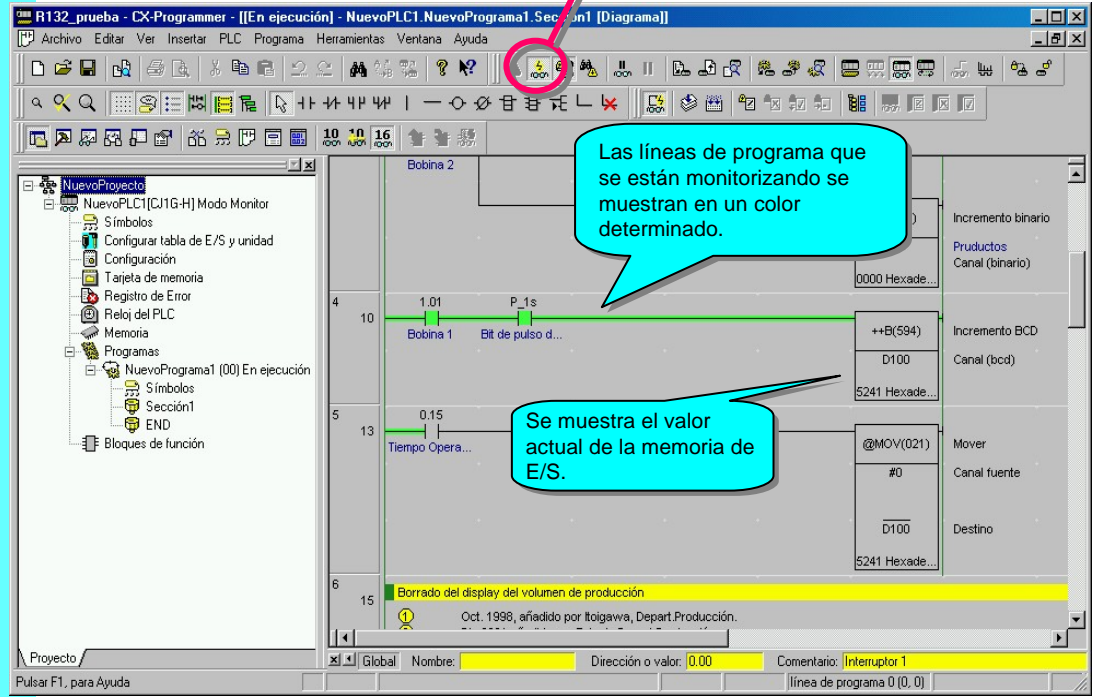 R132_prueba - CX-Programmer - [[En ejecución] - NuevoPLC1.NuevoPrograma1.Sección1 [Diagrama]]
Archivo Editar Ver Insertar PLC Programa Herramientas Ventana Ayuda
10 10 16
NuevoProyecto
NuevoPLC1[CJ1G-H] Modo Monitor
Símbolos
Configurar tabla de E/S y unidad
Configuración
Tarjeta de memoria
Registro de Error
Reloj del PLC
Memoria
Programas
NuevoPrograma1 (00) En ejecución
Símbolos
Sección1
END
Bloques de función
Proyecto
Bobina 2
Las líneas de programa que
se están monitorizando se
muestran en un color
determinado.
Incremento binario
Pruductos
Canal (binario)
0000 Hexade...
4
10
1.01 P_1s
Bobina 1 Bit de pulso d...
++B(594) Incremento BCD
D100 Canal (bcd)
5241 Hexade...
Se muestra el valor
actual de la memoria de
E/S.
5
13
0.15
Tiempo Opera...
@MOV(021) Mover
#0 Canal fuente
D100 Destino
5241 Hexade...
6
15
Borrado del display del volumen de producción
1 Oct. 1998, añadido por Itoigawa, Depart.Producción.
Global Nombre: Dirección o valor: 0.00 Comentario: Interruptor 1
Pulsar F1, para Ayuda línea de programa 0 (0, 0)